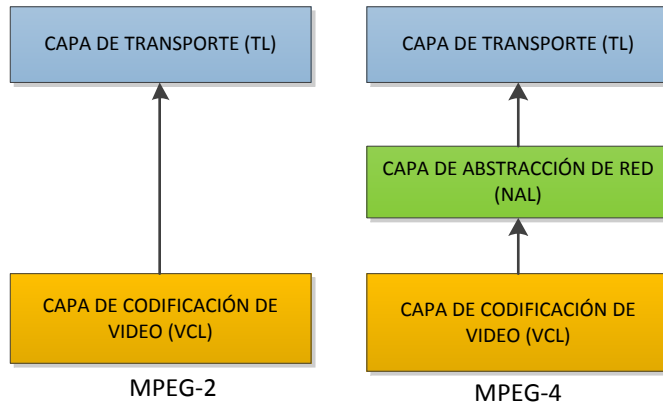 CAPA DE TRANSPORTE (TL)
CAPA DE CODIFICACIÓN DE
VIDEO (VCL)
MPEG-2
CAPA DE TRANSPORTE (TL)
CAPA DE ABSTRACCIÓN DE RED
(NAL)
CAPA DE CODIFICACIÓN DE
VIDEO (VCL)
MPEG-4